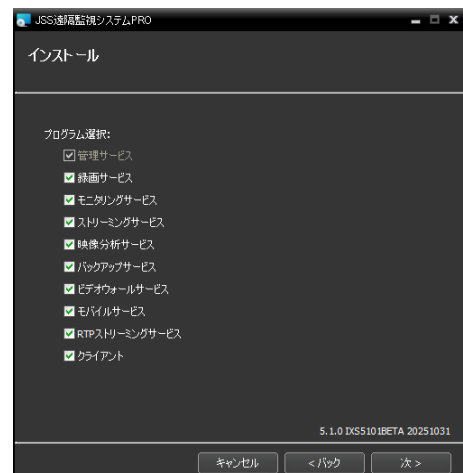 JSS遠隔監視システムPRO
インストール
プログラム選択:
管理サービス
録画サービス
モニタリングサービス
ストリーミングサービス
映像分析サービス
バックアップサービス
ビデオウォールサービス
モバイルサービス
RTPストリーミングサービス
クライアント
5.1.0 IXS5101BETA 20251031
キャンセル
< バック
次 >